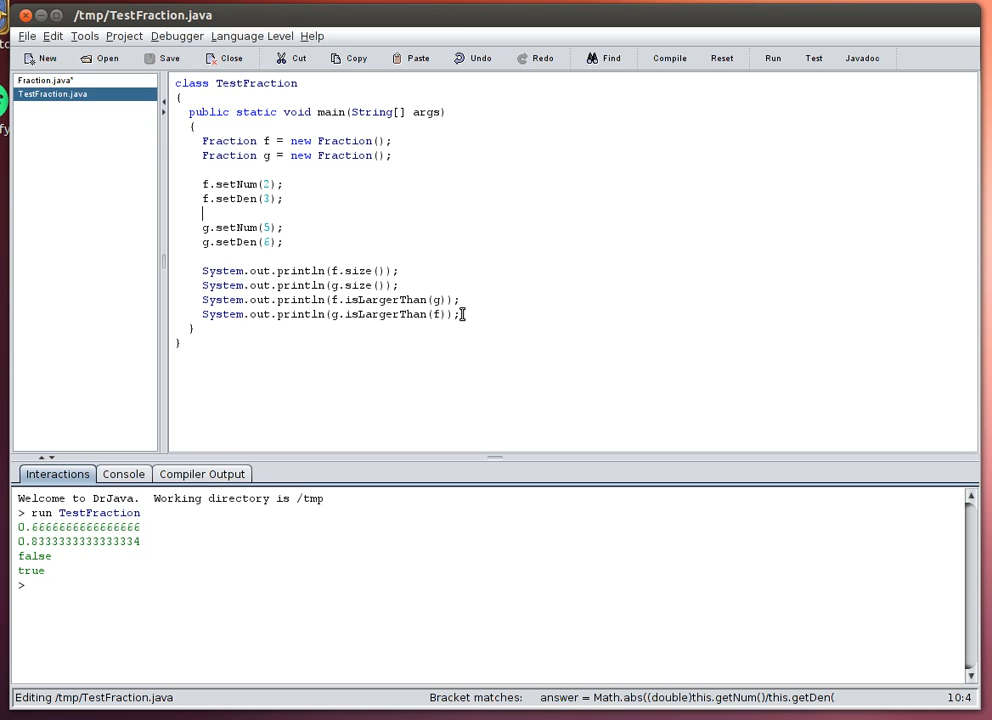 /tmp/TestFraction.java
File Edit Tools Project Debugger Language Level Help
New Open Save Close Cut Copy Paste Undo Redo Find Compile Reset Run Test Javadoc
Fraction.java*
TestFraction.java
class TestFraction
{
public static void main(String[] args)
{
Fraction f = new Fraction();
Fraction g = new Fraction();
f.setNum(2);
f.setDen(3);
g.setNum(5);
g.setDen(6);
System.out.println(f.size());
System.out.println(g.size());
System.out.println(f.isLargerThan(g));
System.out.println(g.isLargerThan(f));
}
}
Interactions Console Compiler Output
Welcome to DrJava.  Working directory is /tmp
> run TestFraction
0.6666666666666666
0.8333333333333334
false
true
>
Editing /tmp/TestFraction.java Bracket matches: answer = Math.abs((double)this.getNum()/this.getDen( 10:4